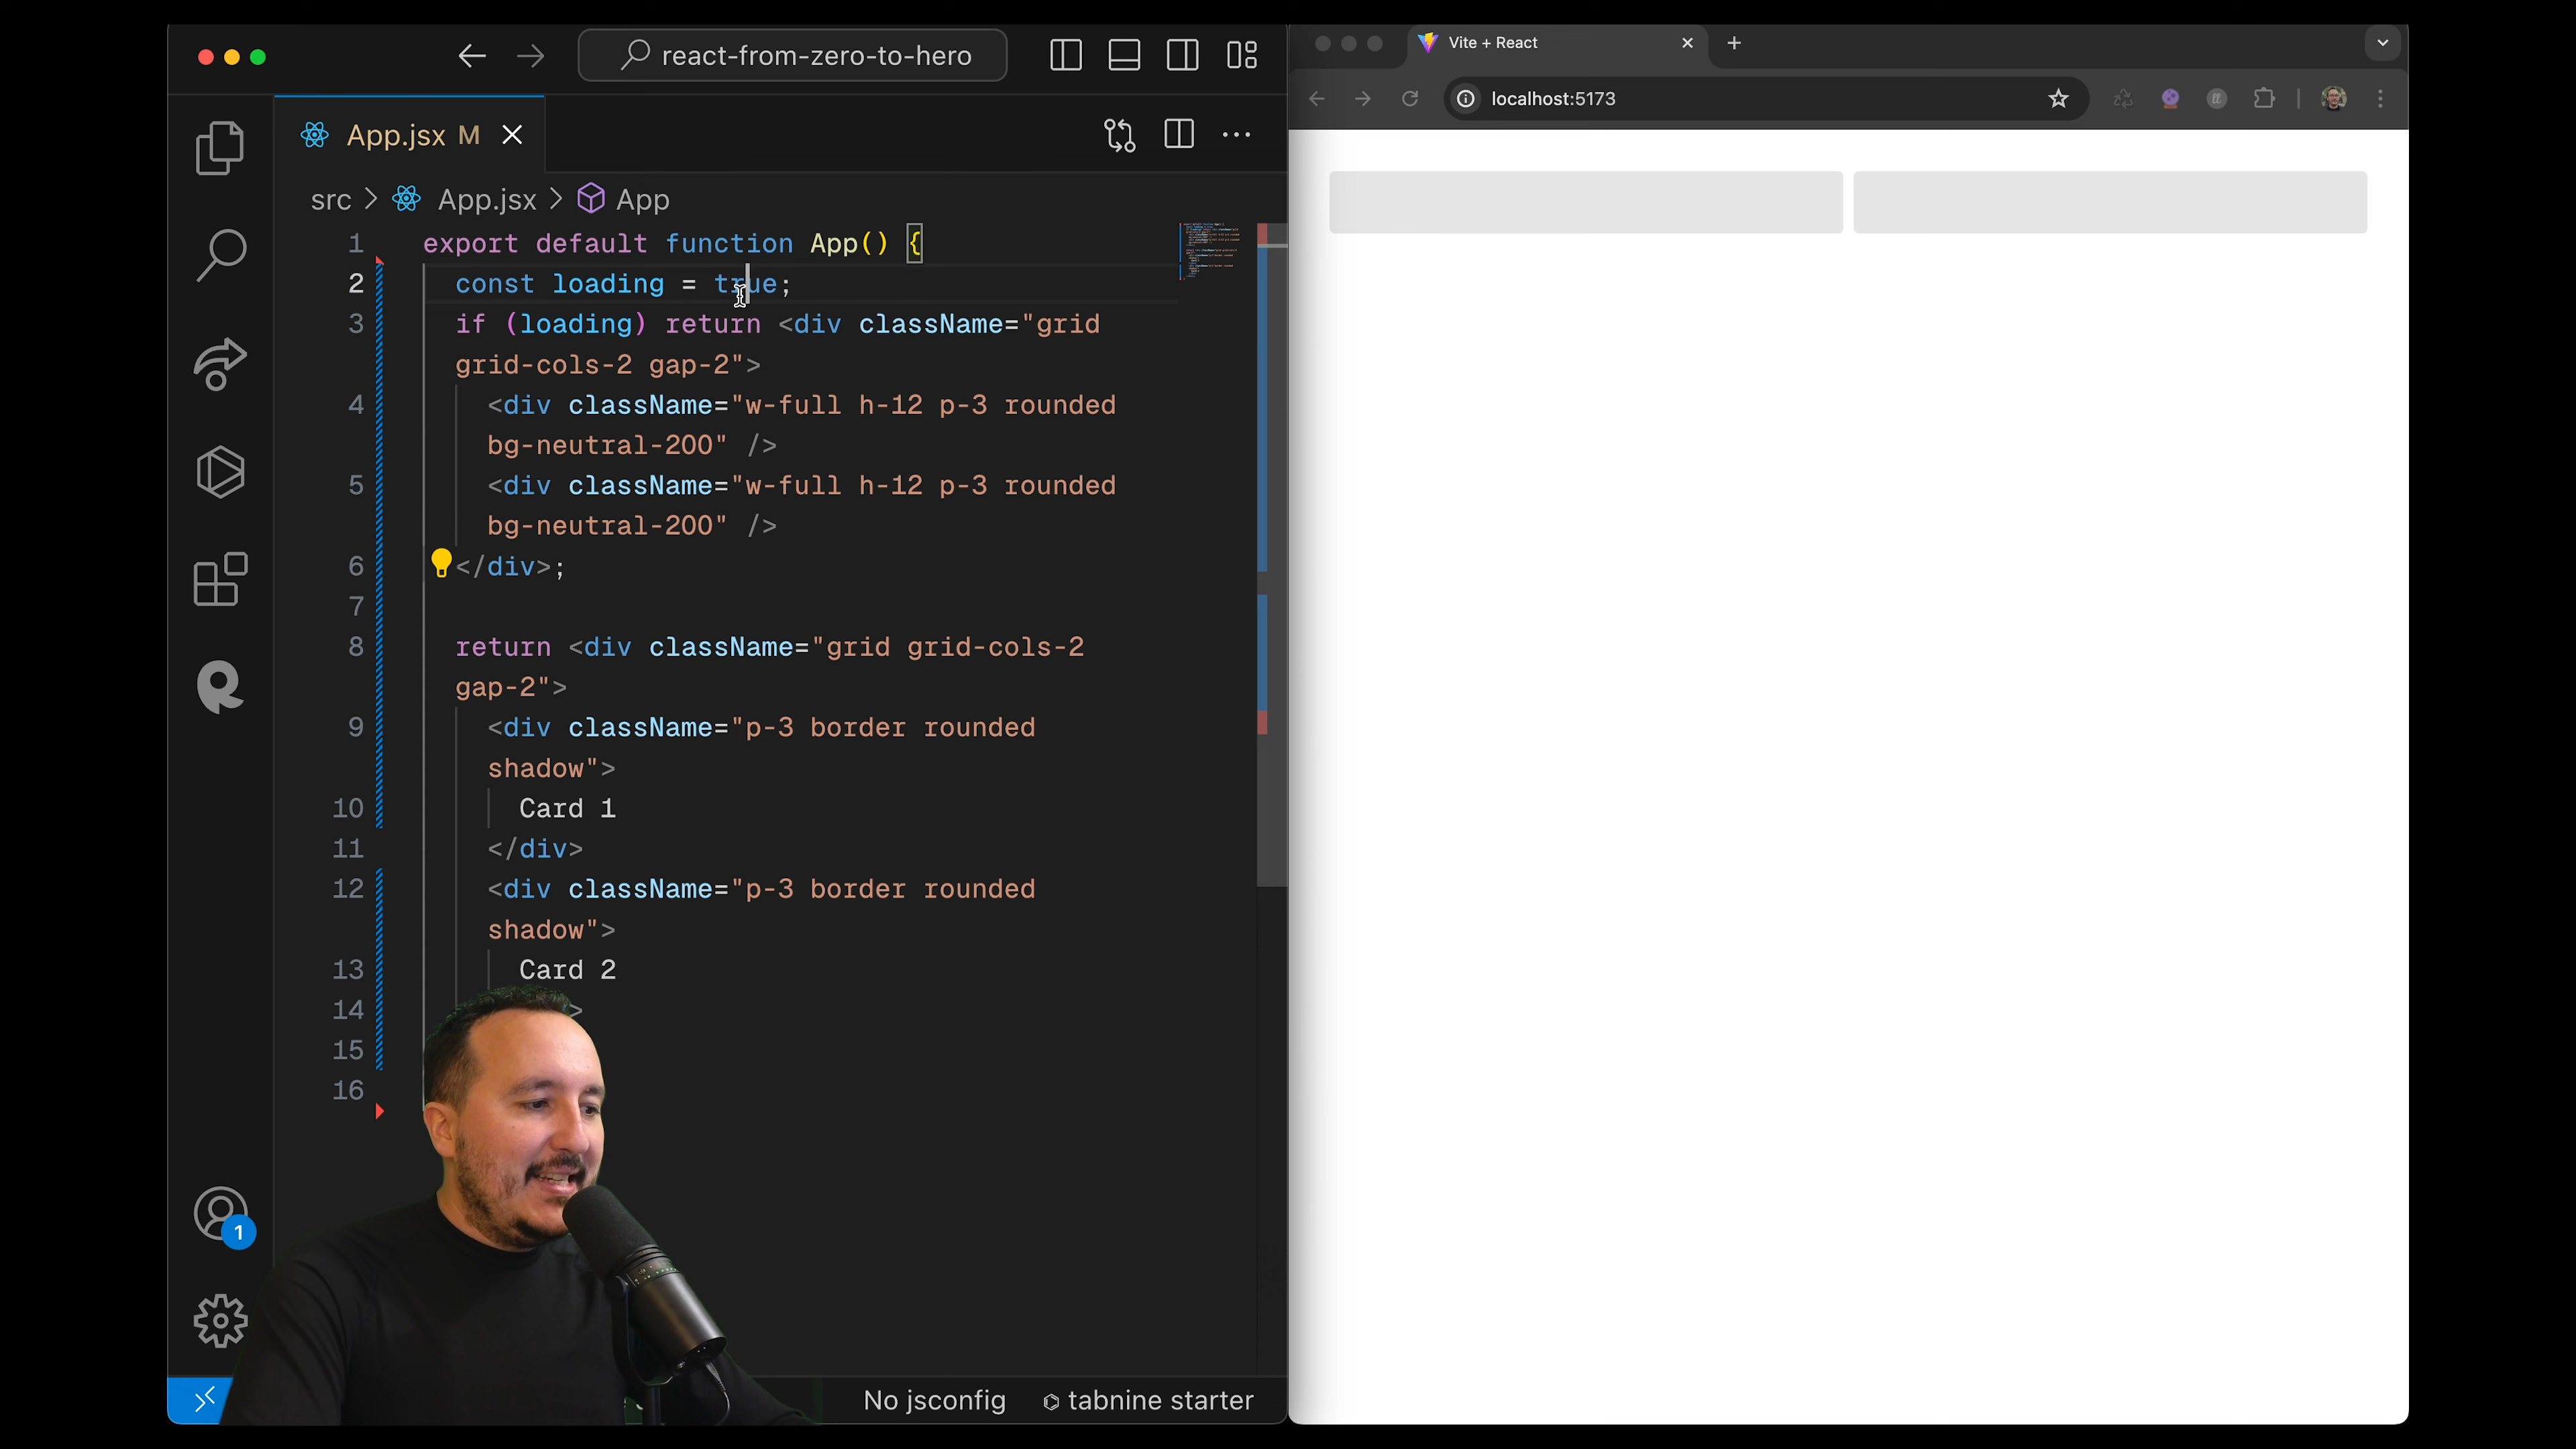 react-from-zero-to-hero
App.jsx M
src > App.jsx > App
1 export default function App() {
2 const loading = true;
3 if (loading) return <div className="grid
grid-cols-2 gap-2">
4 <div className="w-full h-12 p-3 rounded
bg-neutral-200" />
5 <div className="w-full h-12 p-3 rounded
bg-neutral-200" />
6 </div>;
7
8 return <div className="grid grid-cols-2
gap-2">
9 <div className="p-3 border rounded
shadow">
10 Card 1
11 </div>
12 <div className="p-3 border rounded
shadow">
13 Card 2
14 >
15
16
1
No jsconfig tabnine starter
Vite + React
localhost:5173